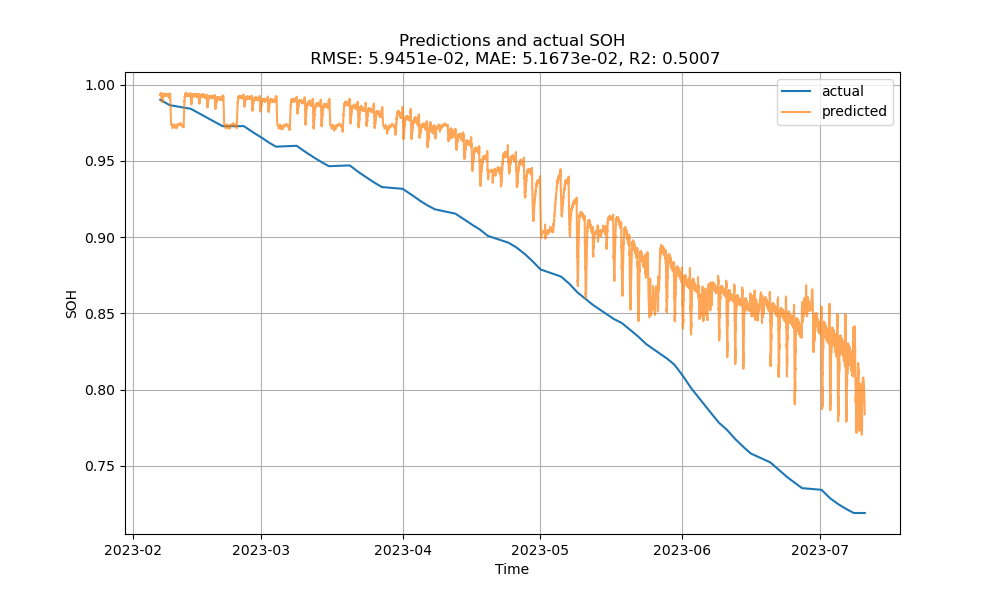 Predictions and actual SOH
RMSE: 5.9451e-02, MAE: 5.1673e-02, R2: 0.5007
actual
predicted
1.00
0.95
0.90
0.85
0.80
0.75
SOH
2023-02
2023-03
2023-04
2023-05
2023-06
2023-07
Time